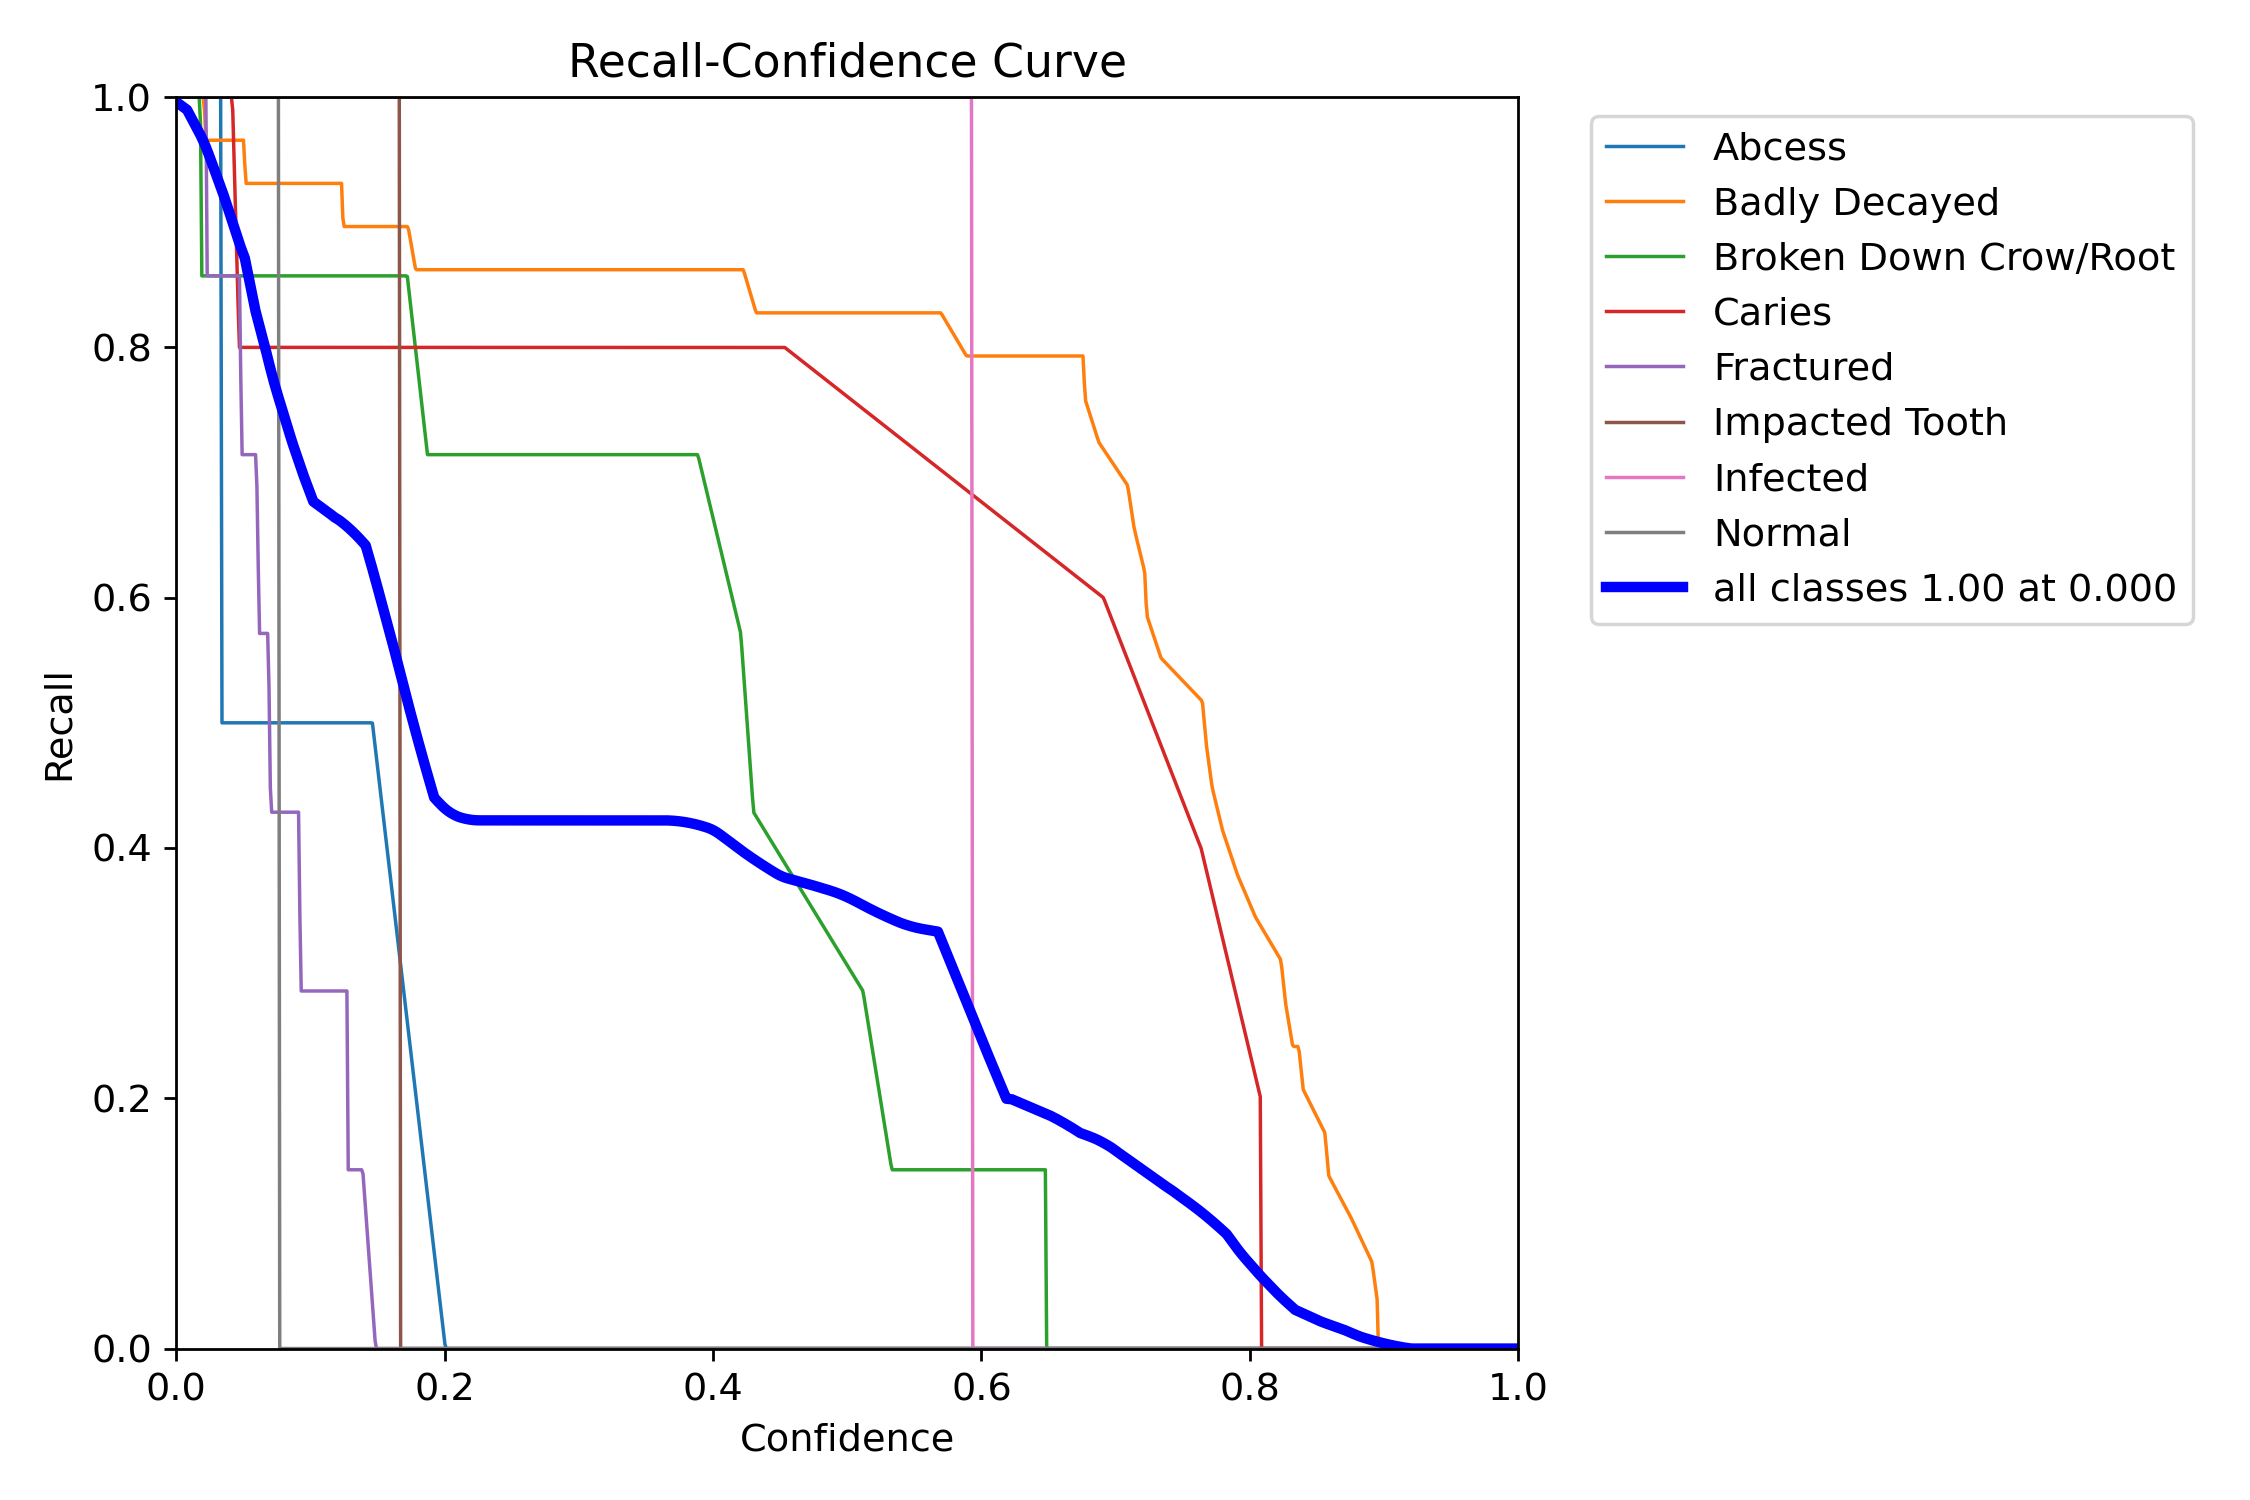 Recall-Confidence Curve
1.0
0.8
0.6
0.4
0.2
0.0
Recall
0.0 0.2 0.4 0.6 0.8 1.0
Confidence
Abcess
Badly Decayed
Broken Down Crow/Root
Caries
Fractured
Impacted Tooth
Infected
Normal
all classes 1.00 at 0.000